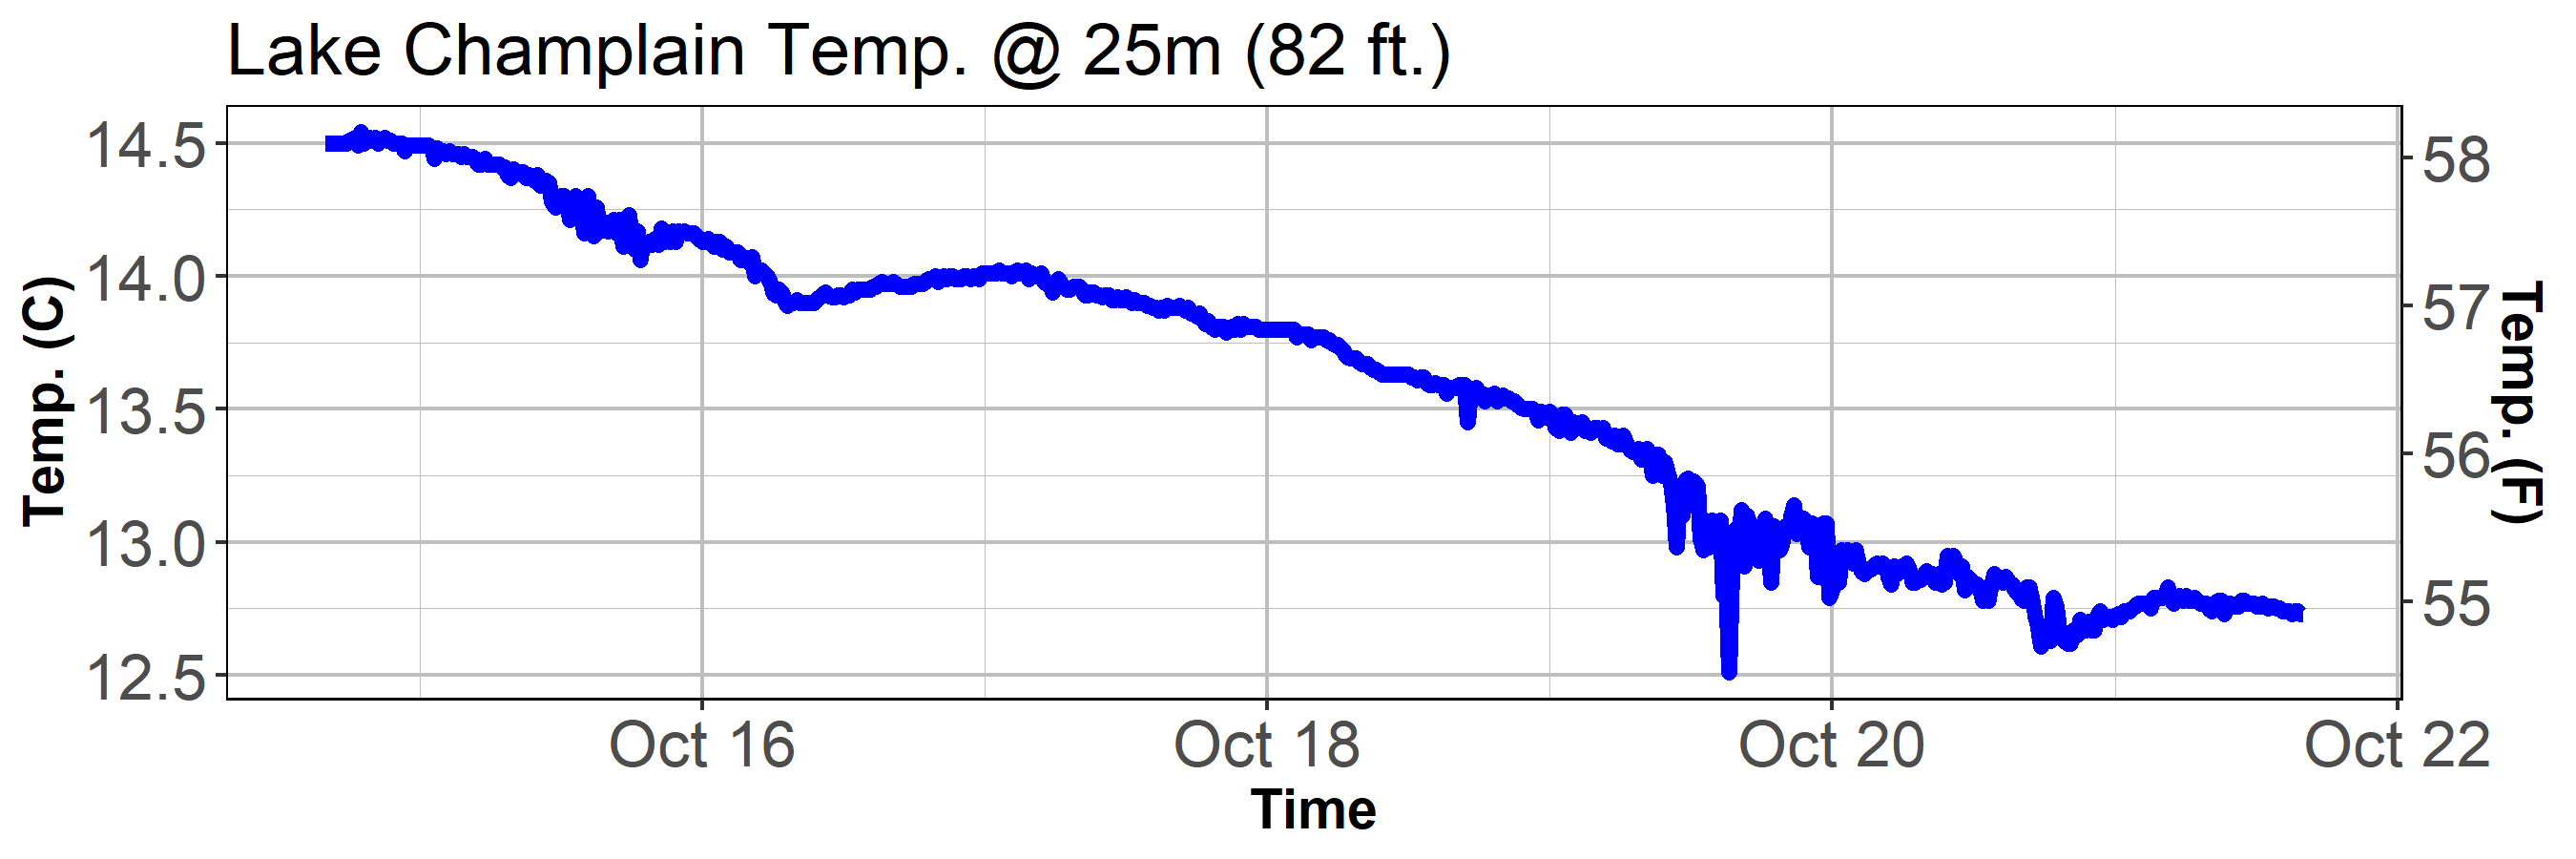 Lake Champlain Temp. @ 25m (82 ft.)
Temp. (C)
14.5
14.0
13.5
13.0
12.5
58
57
56
55
Temp. (F)
Oct 16 Oct 18 Oct 20 Oct 22
Time